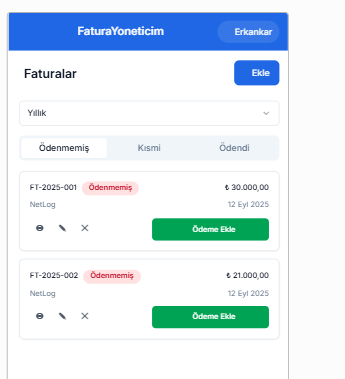 FaturaYoneticim
Erkankar
Faturalar
Ekle
Yıllık
Ödenmemiş
Kısmi
Ödendi
FT-2025-001 Ödenmemiş ₺ 30.000,00
NetLog 12 Eyl 2025
Ödeme Ekle
FT-2025-002 Ödenmemiş ₺ 21.000,00
NetLog 12 Eyl 2025
Ödeme Ekle